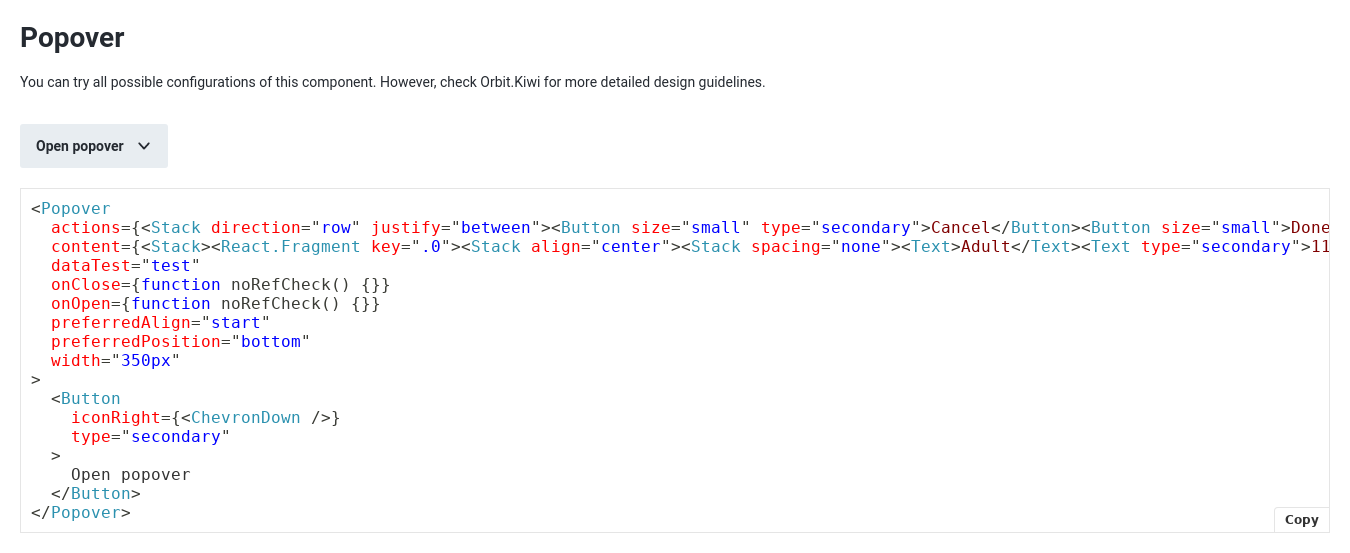 Popover
You can try all possible configurations of this component. However, check Orbit.Kiwi for more detailed design guidelines.
Open popover
<Popover
  actions={<Stack direction="row" justify="between"><Button size="small" type="secondary">Cancel</Button><Button size="small">Done
  content={<Stack><React.Fragment key=".0"><Stack align="center"><Stack spacing="none"><Text>Adult</Text><Text type="secondary">11
  dataTest="test"
  onClose={function noRefCheck() {}}
  onOpen={function noRefCheck() {}}
  preferredAlign="start"
  preferredPosition="bottom"
  width="350px"
>
  <Button
    iconRight={<ChevronDown />}
    type="secondary"
  >
    Open popover
  </Button>
</Popover>
Copy